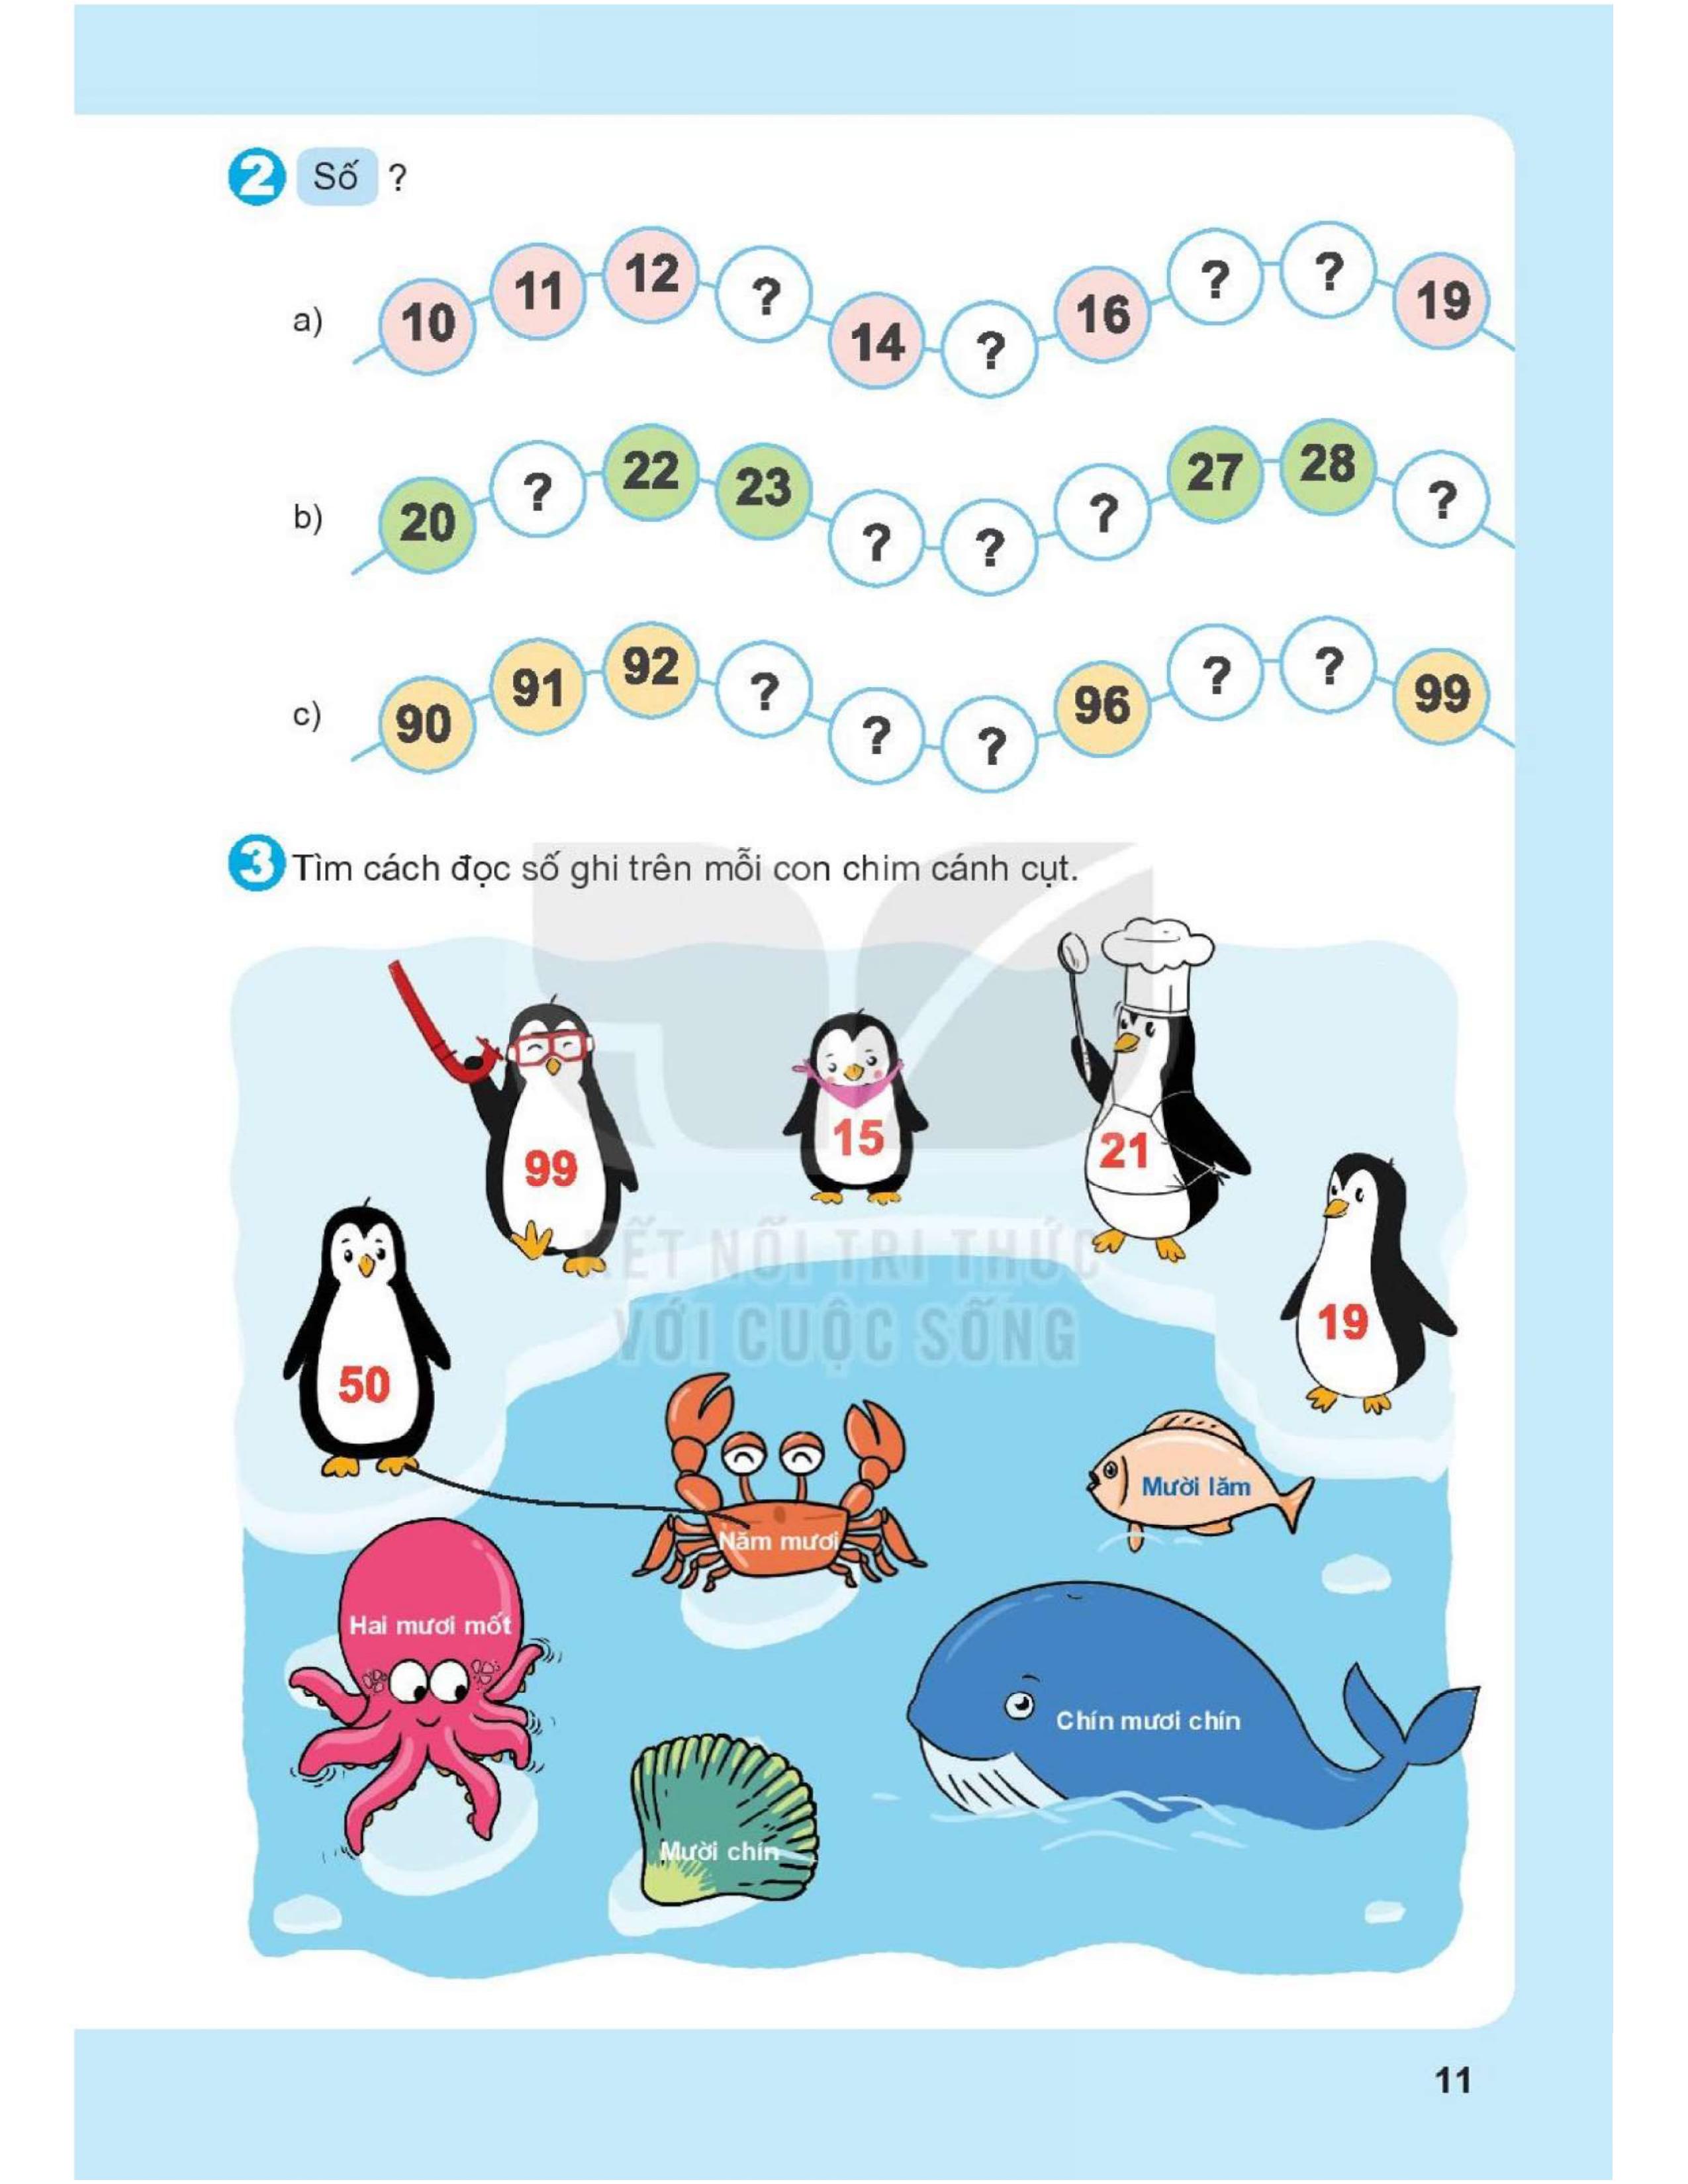 2 Số ?
a) 10 11 12 ? 14 ? 16 ? ? 19
b) 20 ? 22 23 ? ? ? 27 28 ?
c) 90 91 92 ? ? ? 96 ? ? 99
3 Tìm cách đọc số ghi trên mỗi con chim cánh cụt.
99
15
21
50
19
KẾT NỐI TRI THỨC
VỚI CUỘC SỐNG
Năm mươi
Mười lăm
Hai mươi mốt
Chín mươi chín
Mười chín
11